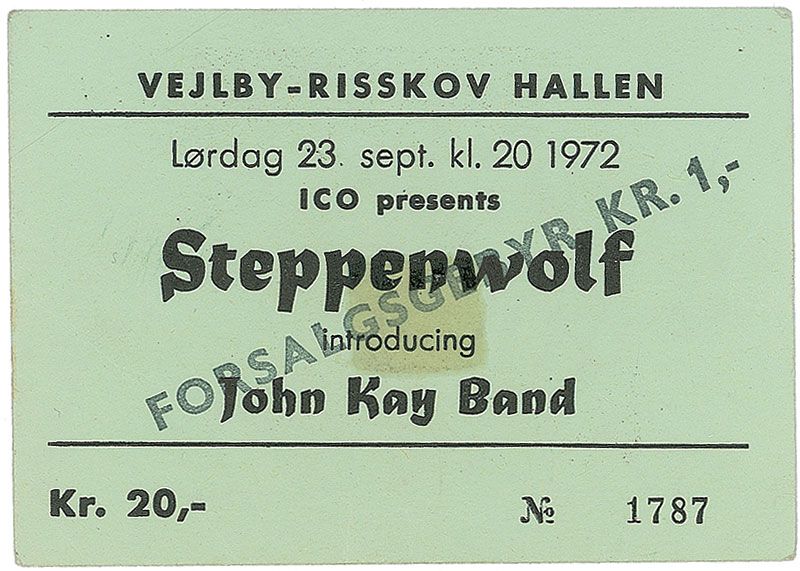 VEJLBY-RISSKOV HALLEN
Lørdag 23. sept. kl. 20 1972
ICO presents
Steppenwolf
introducing
John Kay Band
FORSALGSGEBYR KR. 1,-
Kr. 20,-
№ 1787